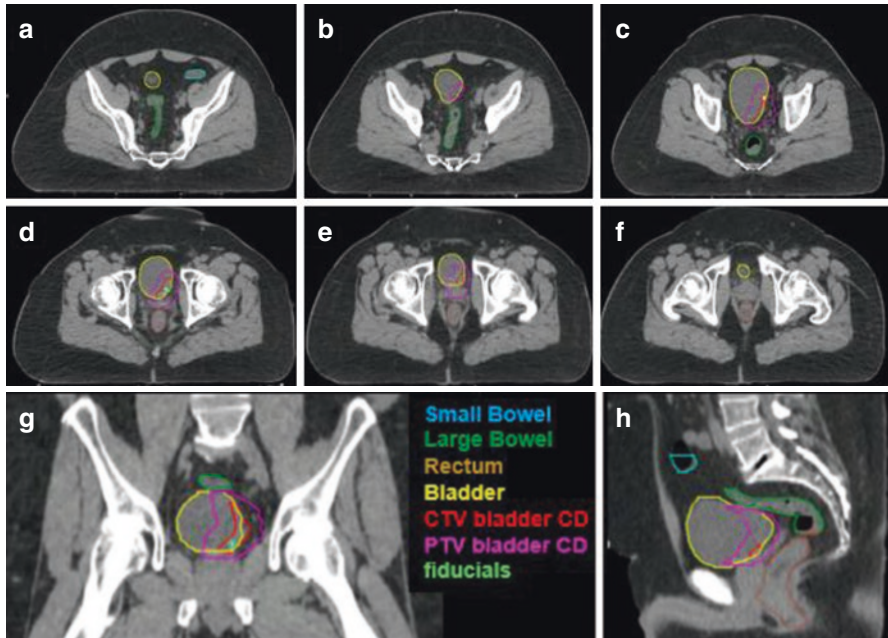 a
b
c
d
e
f
g
Small Bowel
Large Bowel
Rectum
Bladder
CTV bladder CD
PTV bladder CD
fiducials
h